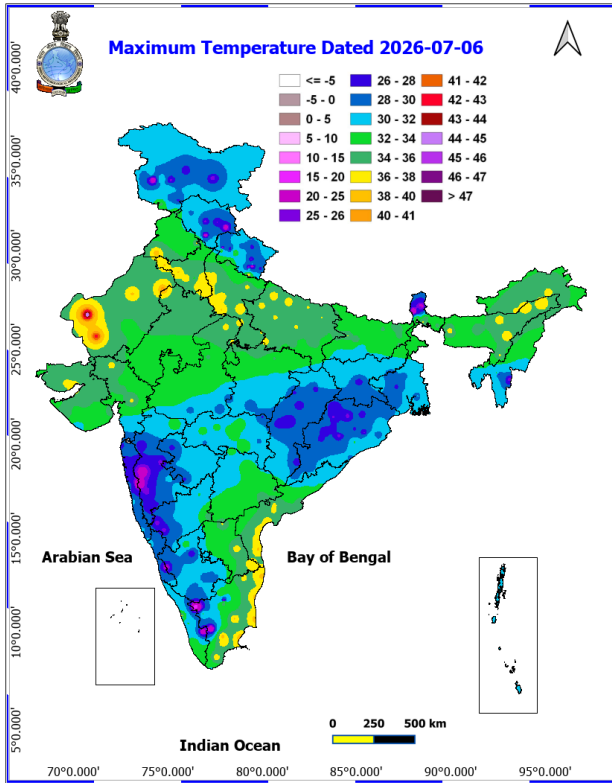 Maximum Temperature Dated 2026-07-06
<= -5
-5 - 0
0 - 5
5 - 10
10 - 15
15 - 20
20 - 25
25 - 26
26 - 28
28 - 30
30 - 32
32 - 34
34 - 36
36 - 38
38 - 40
40 - 41
41 - 42
42 - 43
43 - 44
44 - 45
45 - 46
46 - 47
> 47
40°0.000'
35°0.000'
30°0.000'
25°0.000'
20°0.000'
15°0.000'
10°0.000'
5°0.000'
Arabian Sea
Bay of Bengal
Indian Ocean
0 250 500 km
70°0.000' 75°0.000' 80°0.000' 85°0.000' 90°0.000' 95°0.000'